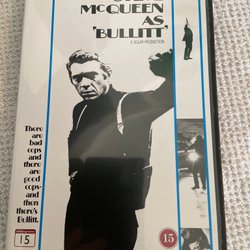 McQUEEN
AS
'BULLITT'
A SOLAR PRODUCTION
There
are
bad
cops
and
there
are
good
cops-
and
then
there's
Bullitt.
15
15